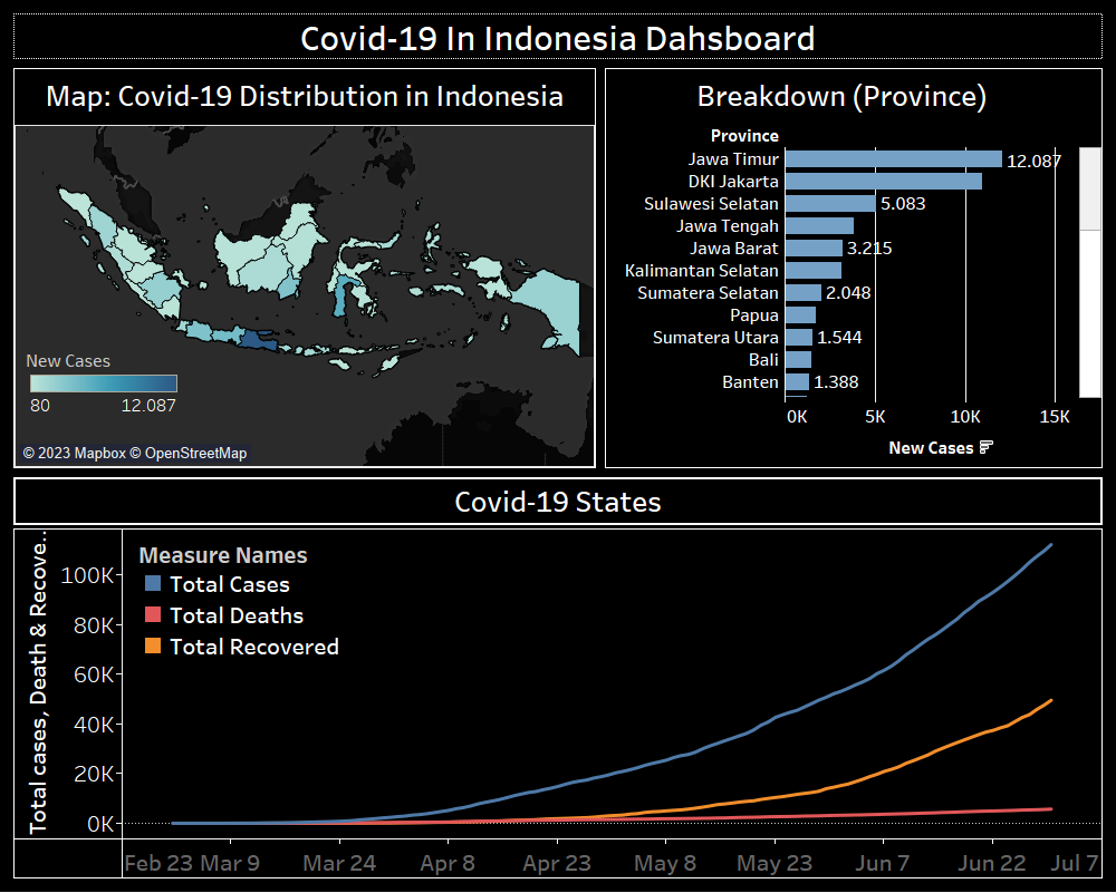 Covid-19 In Indonesia Dahsboard
Map: Covid-19 Distribution in Indonesia
New Cases
80 12.087
© 2023 Mapbox © OpenStreetMap
Breakdown (Province)
Province
Jawa Timur 12.087
DKI Jakarta
Sulawesi Selatan 5.083
Jawa Tengah
Jawa Barat 3.215
Kalimantan Selatan
Sumatera Selatan 2.048
Papua
Sumatera Utara 1.544
Bali
Banten 1.388
0K 5K 10K 15K
New Cases
Covid-19 States
Total cases, Death & Recove..
Measure Names
Total Cases
Total Deaths
Total Recovered
100K
80K
60K
40K
20K
0K
Feb 23 Mar 9 Mar 24 Apr 8 Apr 23 May 8 May 23 Jun 7 Jun 22 Jul 7